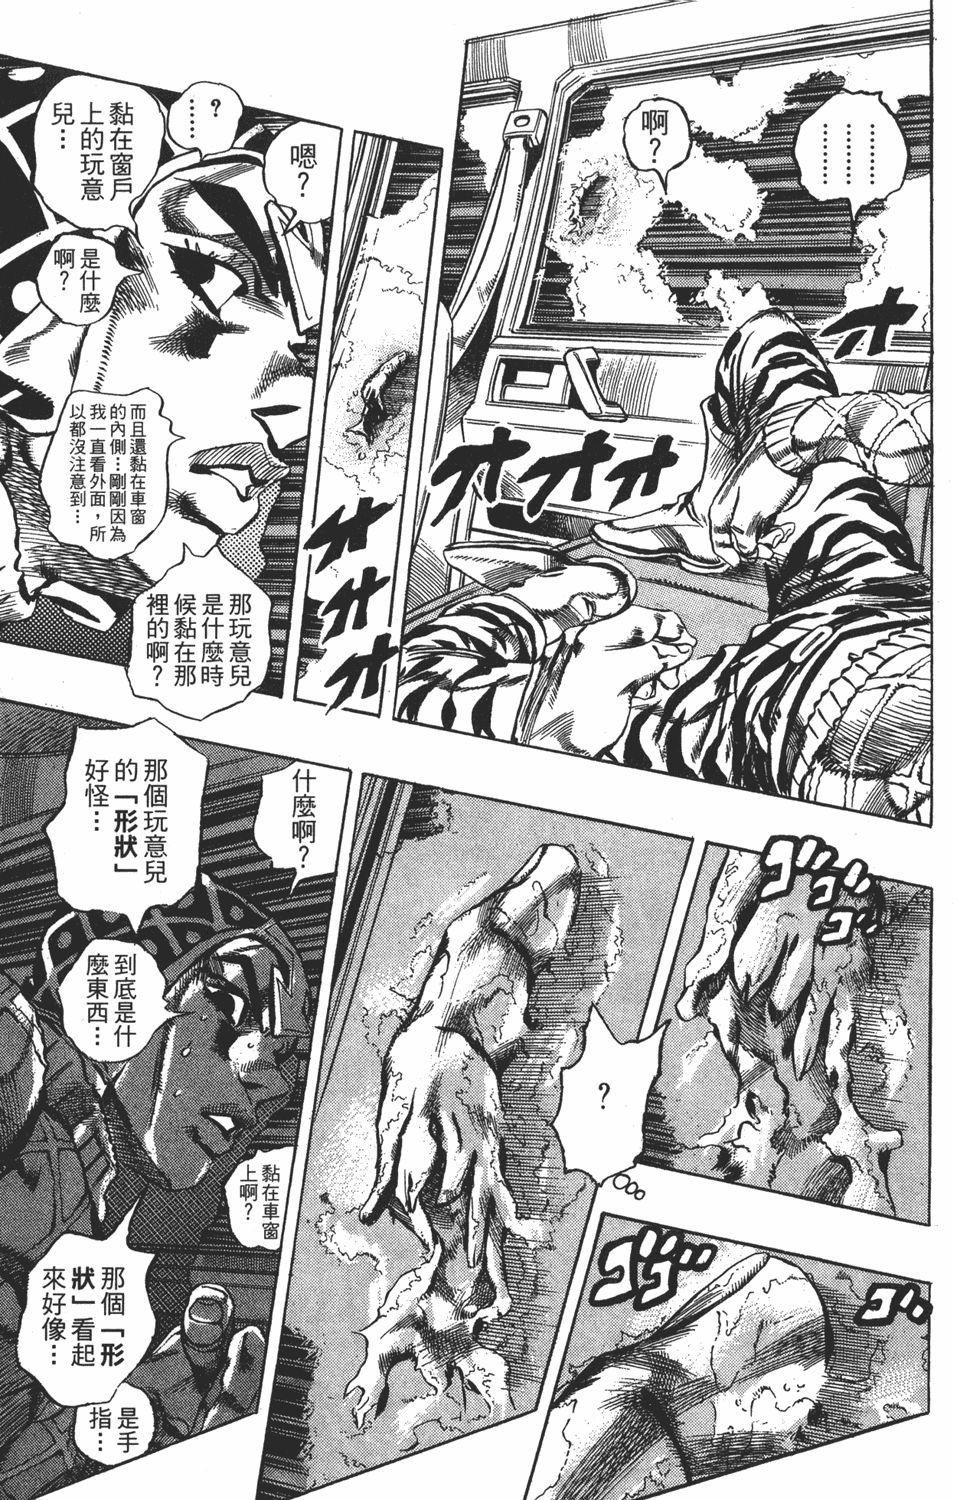 …………
…………
啊？
オ
オ
オ
オ
嗯？
オ
オ
オ
…？
…
黏在窗戶
上的玩意
兒…
是什麼
啊？
而且還黏在車窗
的內側…剛剛因為
我一直看外面，所
以都沒注意到…
那玩意兒
是什麼時
候黏在那
裡的啊？
ゴゴゴ
？
ゴゴ
ゴゴ
什麼啊？
那個玩意兒
的「形狀」
好怪…
到底是什
麼東西…
黏在車窗
上啊？
那個「形
狀」看起
來好像…
是手
指…